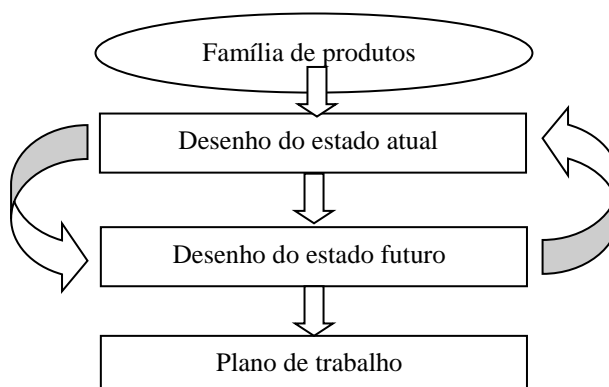 Família de produtos
Desenho do estado atual
Desenho do estado futuro
Plano de trabalho